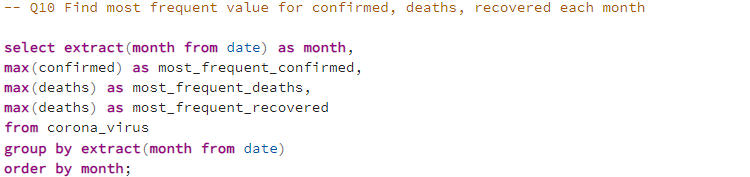 -- Q10 Find most frequent value for confirmed, deaths, recovered each month
select extract(month from date) as month,
max(confirmed) as most_frequent_confirmed,
max(deaths) as most_frequent_deaths,
max(deaths) as most_frequent_recovered
from corona_virus
group by extract(month from date)
order by month;